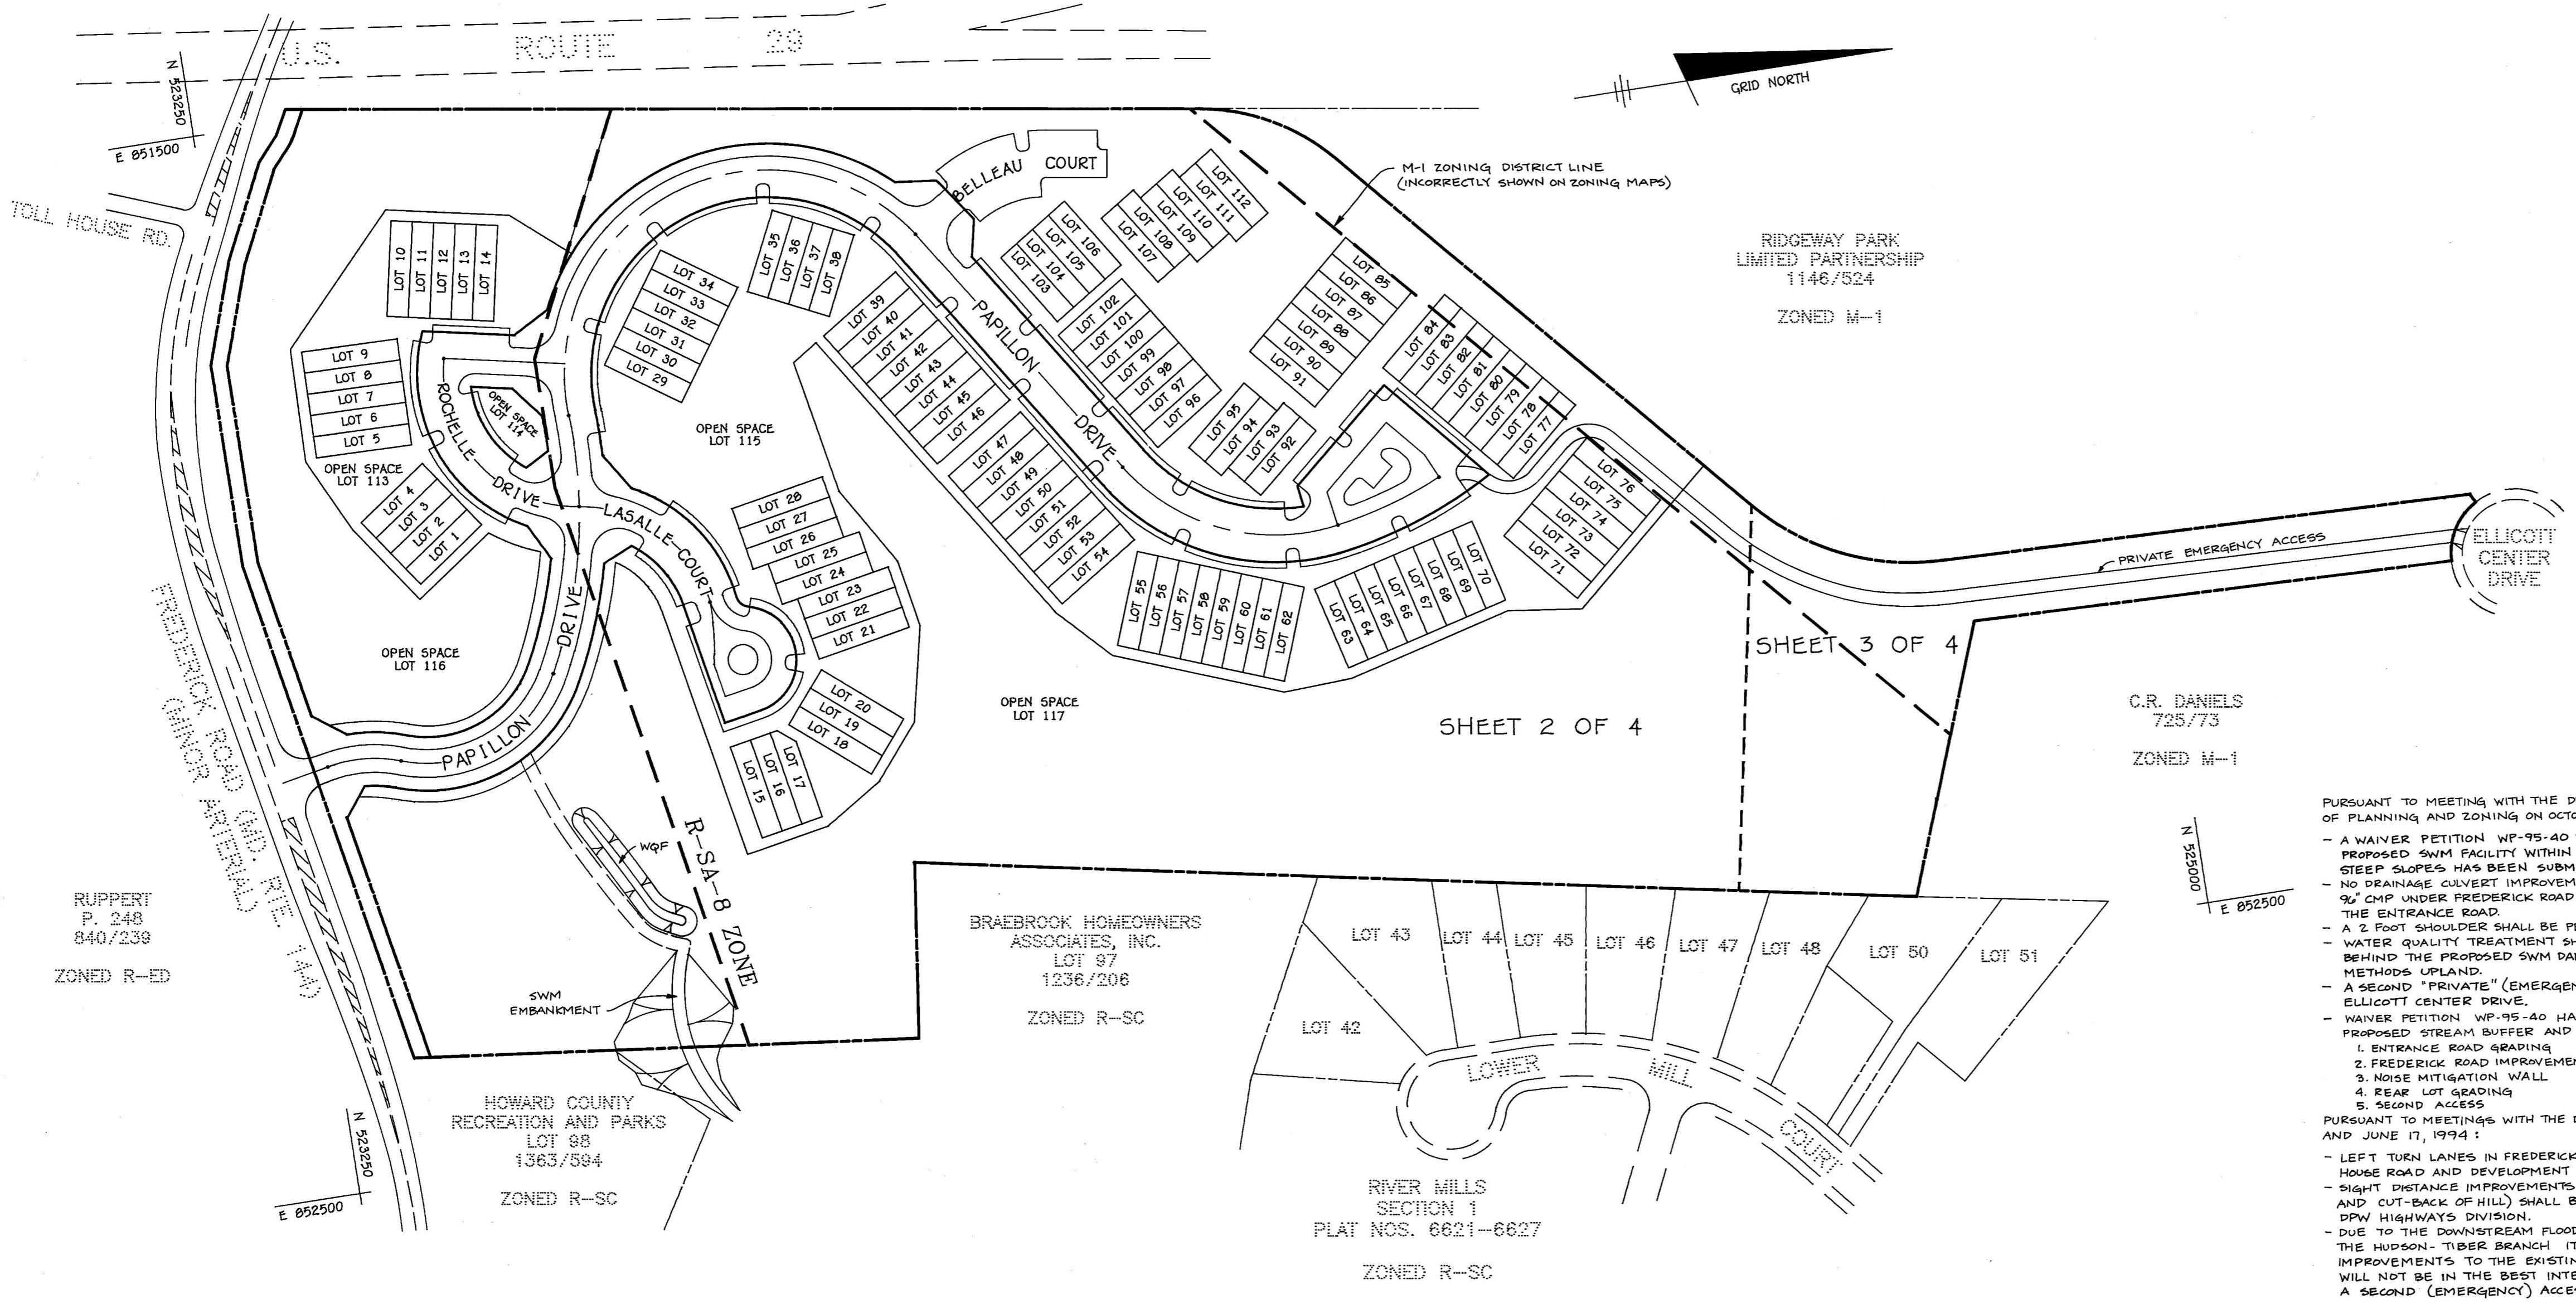 U.S. ROUTE 29
N 523250
E 851500
GRID NORTH
TOLL HOUSE RD.
BELLEAU COURT
M-1 ZONING DISTRICT LINE
(INCORRECTLY SHOWN ON ZONING MAPS)
RIDGEWAY PARK
LIMITED PARTNERSHIP
1146/524
ZONED M-1
LOT 10
LOT 11
LOT 12
LOT 13
LOT 14
LOT 9
LOT 8
LOT 7
LOT 6
LOT 5
OPEN SPACE
LOT 113
LOT 4
LOT 3
LOT 2
LOT 1
ROCHELLE DRIVE
OPEN SPACE
LOT 114
LOT 34
LOT 33
LOT 32
LOT 31
LOT 30
LOT 29
LOT 35
LOT 36
LOT 37
LOT 38
OPEN SPACE
LOT 115
LOT 39
LOT 40
LOT 41
LOT 42
LOT 43
LOT 44
LOT 45
LOT 46
LOT 47
LOT 48
LOT 49
LOT 50
LOT 51
LOT 52
LOT 53
LOT 54
PAPILLON DRIVE
LOT 106
LOT 105
LOT 104
LOT 103
LOT 112
LOT 111
LOT 110
LOT 109
LOT 108
LOT 107
LOT 102
LOT 101
LOT 100
LOT 99
LOT 98
LOT 97
LOT 96
LOT 95
LOT 94
LOT 93
LOT 92
LOT 85
LOT 86
LOT 87
LOT 88
LOT 89
LOT 90
LOT 91
LOT 84
LOT 83
LOT 82
LOT 81
LOT 80
LOT 79
LOT 78
LOT 77
LOT 76
LOT 75
LOT 74
LOT 73
LOT 72
LOT 71
LOT 55
LOT 56
LOT 57
LOT 58
LOT 59
LOT 60
LOT 61
LOT 62
LOT 63
LOT 64
LOT 65
LOT 66
LOT 67
LOT 68
LOT 69
LOT 70
PRIVATE EMERGENCY ACCESS
ELLICOTT
CENTER
DRIVE
LASALLE COURT
LOT 28
LOT 27
LOT 26
LOT 25
LOT 24
LOT 23
LOT 22
LOT 21
LOT 20
LOT 19
LOT 18
LOT 15
LOT 16
LOT 17
OPEN SPACE
LOT 116
PAPILLON DRIVE
FREDERICK ROAD (MD. RTE. 144)
(MINOR ARTERIAL)
OPEN SPACE
LOT 117
SHEET 2 OF 4
SHEET 3 OF 4
C.R. DANIELS
725/73
ZONED M-1
WQF
R-SA-8 ZONE
SWM
EMBANKMENT
RUPPERT
P. 248
840/239
ZONED R-ED
BRAEBROOK HOMEOWNERS
ASSOCIATES, INC.
LOT 97
1236/206
ZONED R-SC
HOWARD COUNTY
RECREATION AND PARKS
LOT 98
1363/594
ZONED R-SC
N 523250
E 852500
LOT 42
LOT 43
LOT 44
LOT 45
LOT 46
LOT 47
LOT 48
LOT 50
LOT 51
LOWER MILL COURT
RIVER MILLS
SECTION 1
PLAT NOS. 6621-6627
ZONED R-SC
N 525000
E 852500
PURSUANT TO MEETING WITH THE D
OF PLANNING AND ZONING ON OCTO
- A WAIVER PETITION WP-95-40
PROPOSED SWM FACILITY WITHIN
STEEP SLOPES HAS BEEN SUBM
- NO DRAINAGE CULVERT IMPROVEM
96" CMP UNDER FREDERICK ROAD
THE ENTRANCE ROAD.
- A 2 FOOT SHOULDER SHALL BE P
- WATER QUALITY TREATMENT SH
BEHIND THE PROPOSED SWM DA
METHODS UPLAND.
- A SECOND "PRIVATE" (EMERGEN
ELLICOTT CENTER DRIVE.
- WAIVER PETITION WP-95-40 HA
PROPOSED STREAM BUFFER AND
1. ENTRANCE ROAD GRADING
2. FREDERICK ROAD IMPROVEME
3. NOISE MITIGATION WALL
4. REAR LOT GRADING
5. SECOND ACCESS
PURSUANT TO MEETINGS WITH THE D
AND JUNE 17, 1994 :
- LEFT TURN LANES IN FREDERICK
HOUSE ROAD AND DEVELOPMENT
- SIGHT DISTANCE IMPROVEMENTS
AND CUT-BACK OF HILL) SHALL B
DPW HIGHWAYS DIVISION.
- DUE TO THE DOWNSTREAM FLOOD
THE HUDSON-TIBER BRANCH IT
IMPROVEMENTS TO THE EXISTIN
WILL NOT BE IN THE BEST INTE
A SECOND (EMERGENCY) ACCE